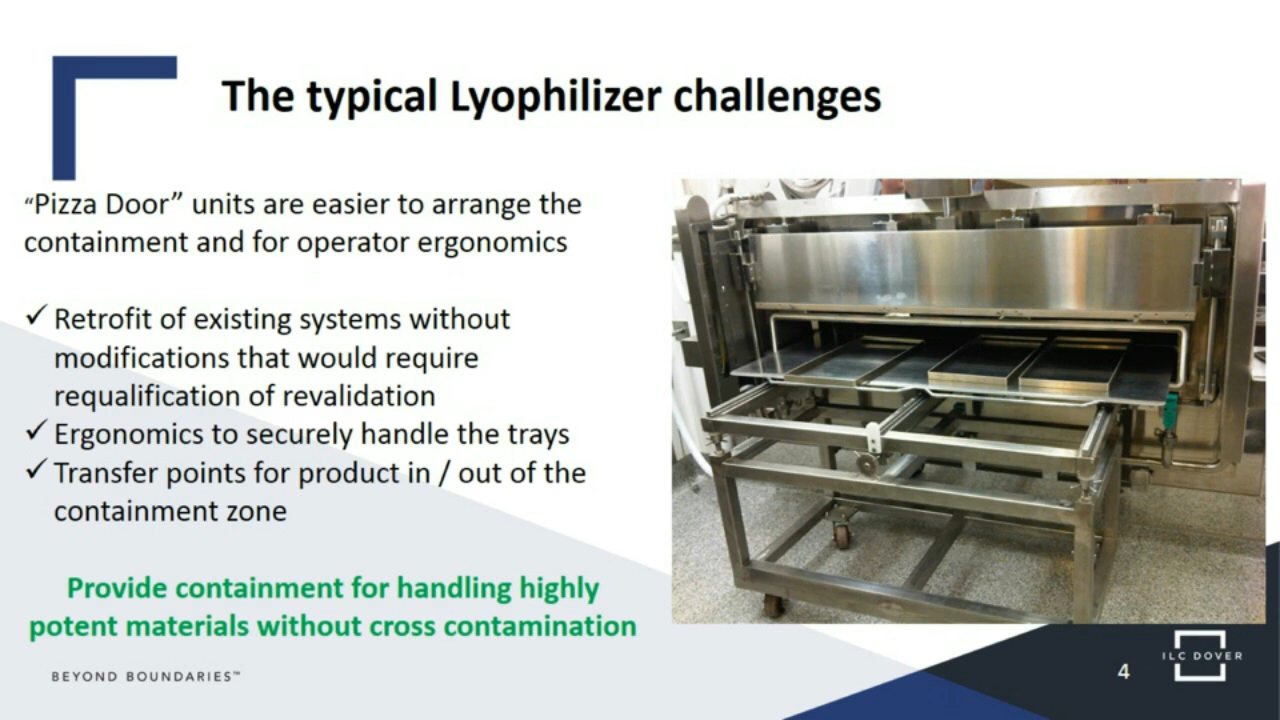 The typical Lyophilizer challenges
“Pizza Door” units are easier to arrange the
containment and for operator ergonomics
✓ Retrofit of existing systems without
modifications that would require
requalification of revalidation
✓ Ergonomics to securely handle the trays
✓ Transfer points for product in / out of the
containment zone
Provide containment for handling highly
potent materials without cross contamination
BEYOND BOUNDARIES™
4
ILC DOVER